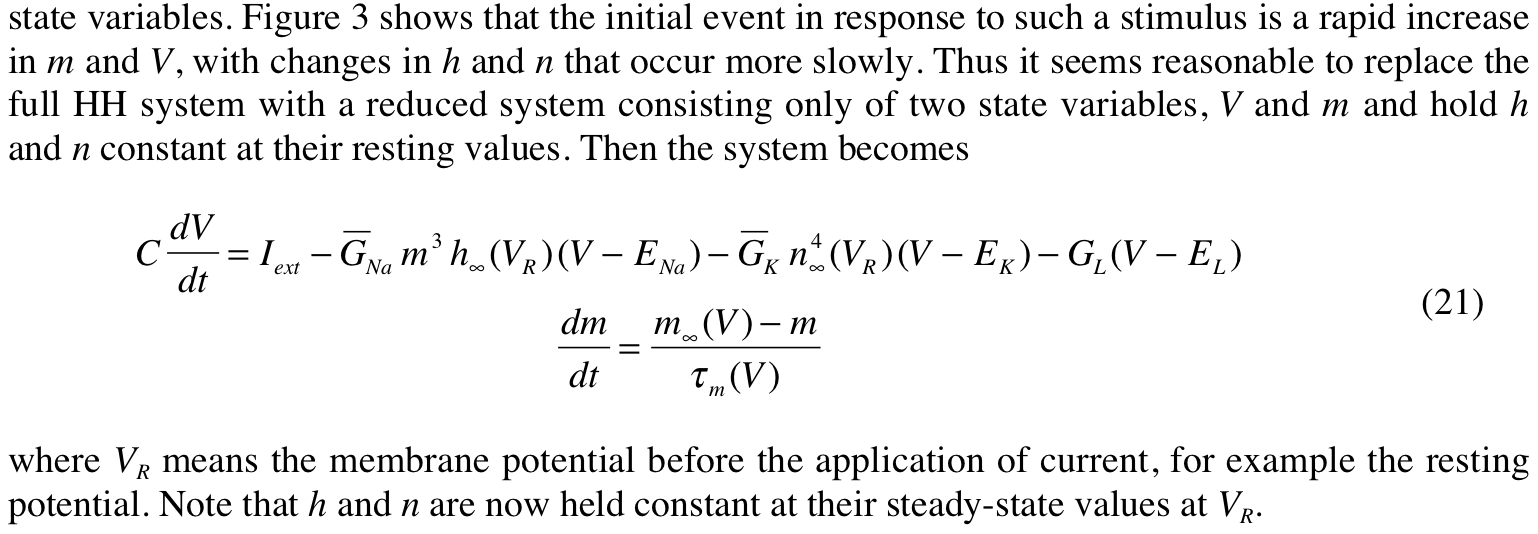 state variables. Figure 3 shows that the initial event in response to such a stimulus is a rapid increase
in m and V, with changes in h and n that occur more slowly. Thus it seems reasonable to replace the
full HH system with a reduced system consisting only of two state variables, V and m and hold h
and n constant at their resting values. Then the system becomes
C dV/dt = I_ext − G̅_Na m³ h_∞(V_R)(V − E_Na) − G̅_K n_∞⁴(V_R)(V − E_K) − G_L(V − E_L)
(21)
dm/dt = (m_∞(V) − m)/τ_m(V)
where V_R means the membrane potential before the application of current, for example the resting
potential. Note that h and n are now held constant at their steady-state values at V_R.